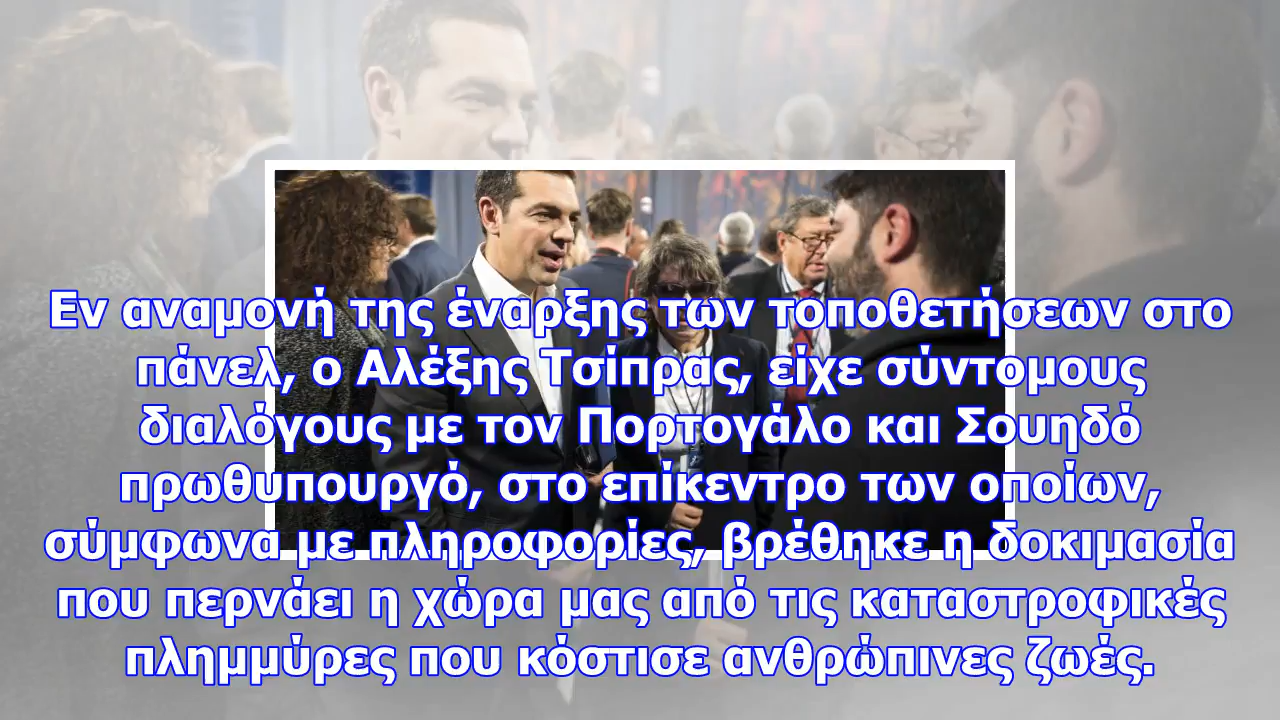 Εν αναμονή της έναρξης των τοποθετήσεων στο
πάνελ, ο Αλέξης Τσίπρας, είχε σύντομους
διαλόγους με τον Πορτογάλο και Σουηδό
πρωθυπουργό, στο επίκεντρο των οποίων,
σύμφωνα με πληροφορίες, βρέθηκε η δοκιμασία
που περνάει η χώρα μας από τις καταστροφικές
πλημμύρες που κόστισε ανθρώπινες ζωές.